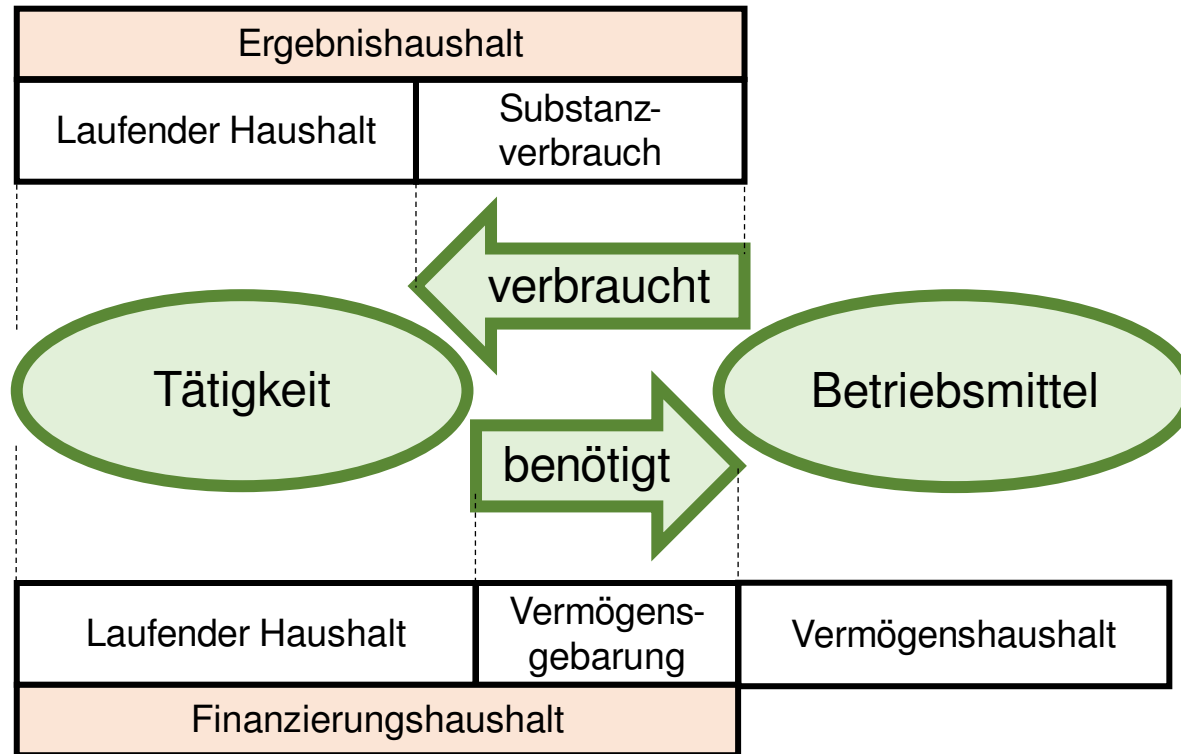 Ergebnishaushalt
Laufender Haushalt
Substanz-
verbrauch
verbraucht
Tätigkeit
Betriebsmittel
benötigt
Laufender Haushalt
Vermögens-
gebarung
Vermögenshaushalt
Finanzierungshaushalt